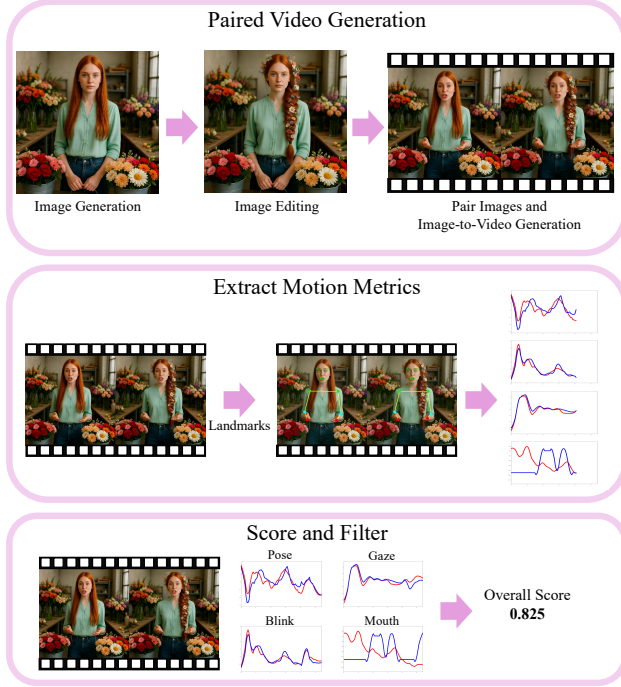 Paired Video Generation
Image Generation
Image Editing
Pair Images and
Image-to-Video Generation
Extract Motion Metrics
Landmarks
Score and Filter
Pose
Gaze
Blink
Mouth
Overall Score
0.825